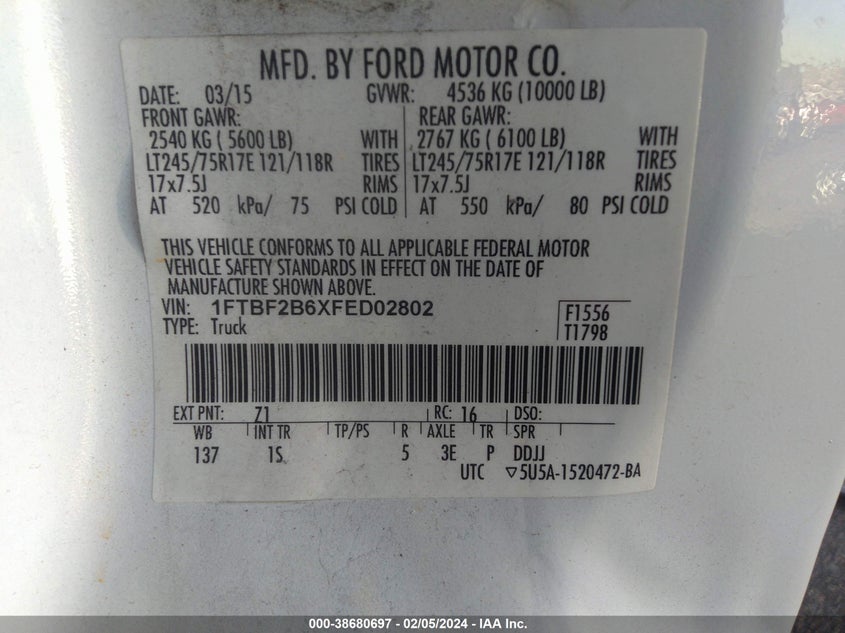 MFD. BY FORD MOTOR CO.
DATE: 03/15 GVWR: 4536 KG (10000 LB)
FRONT GAWR: REAR GAWR:
2540 KG ( 5600 LB) WITH 2767 KG ( 6100 LB) WITH
LT245/75R17E 121/118R TIRES LT245/75R17E 121/118R TIRES
17x7.5J RIMS 17x7.5J RIMS
AT 520 kPa/ 75 PSI COLD AT 550 kPa/ 80 PSI COLD
THIS VEHICLE CONFORMS TO ALL APPLICABLE FEDERAL MOTOR
VEHICLE SAFETY STANDARDS IN EFFECT ON THE DATE OF
MANUFACTURE SHOWN ABOVE.
VIN: 1FTBF2B6XFED02802 F1556
TYPE: Truck T1798
EXT PNT: Z1 RC: 16 DSO:
WB INT TR TP/PS R AXLE TR SPR
137 1S 5 3E P DDJJ
UTC ▽5U5A-1520472-BA
000-38680697 - 02/05/2024 - IAA Inc.